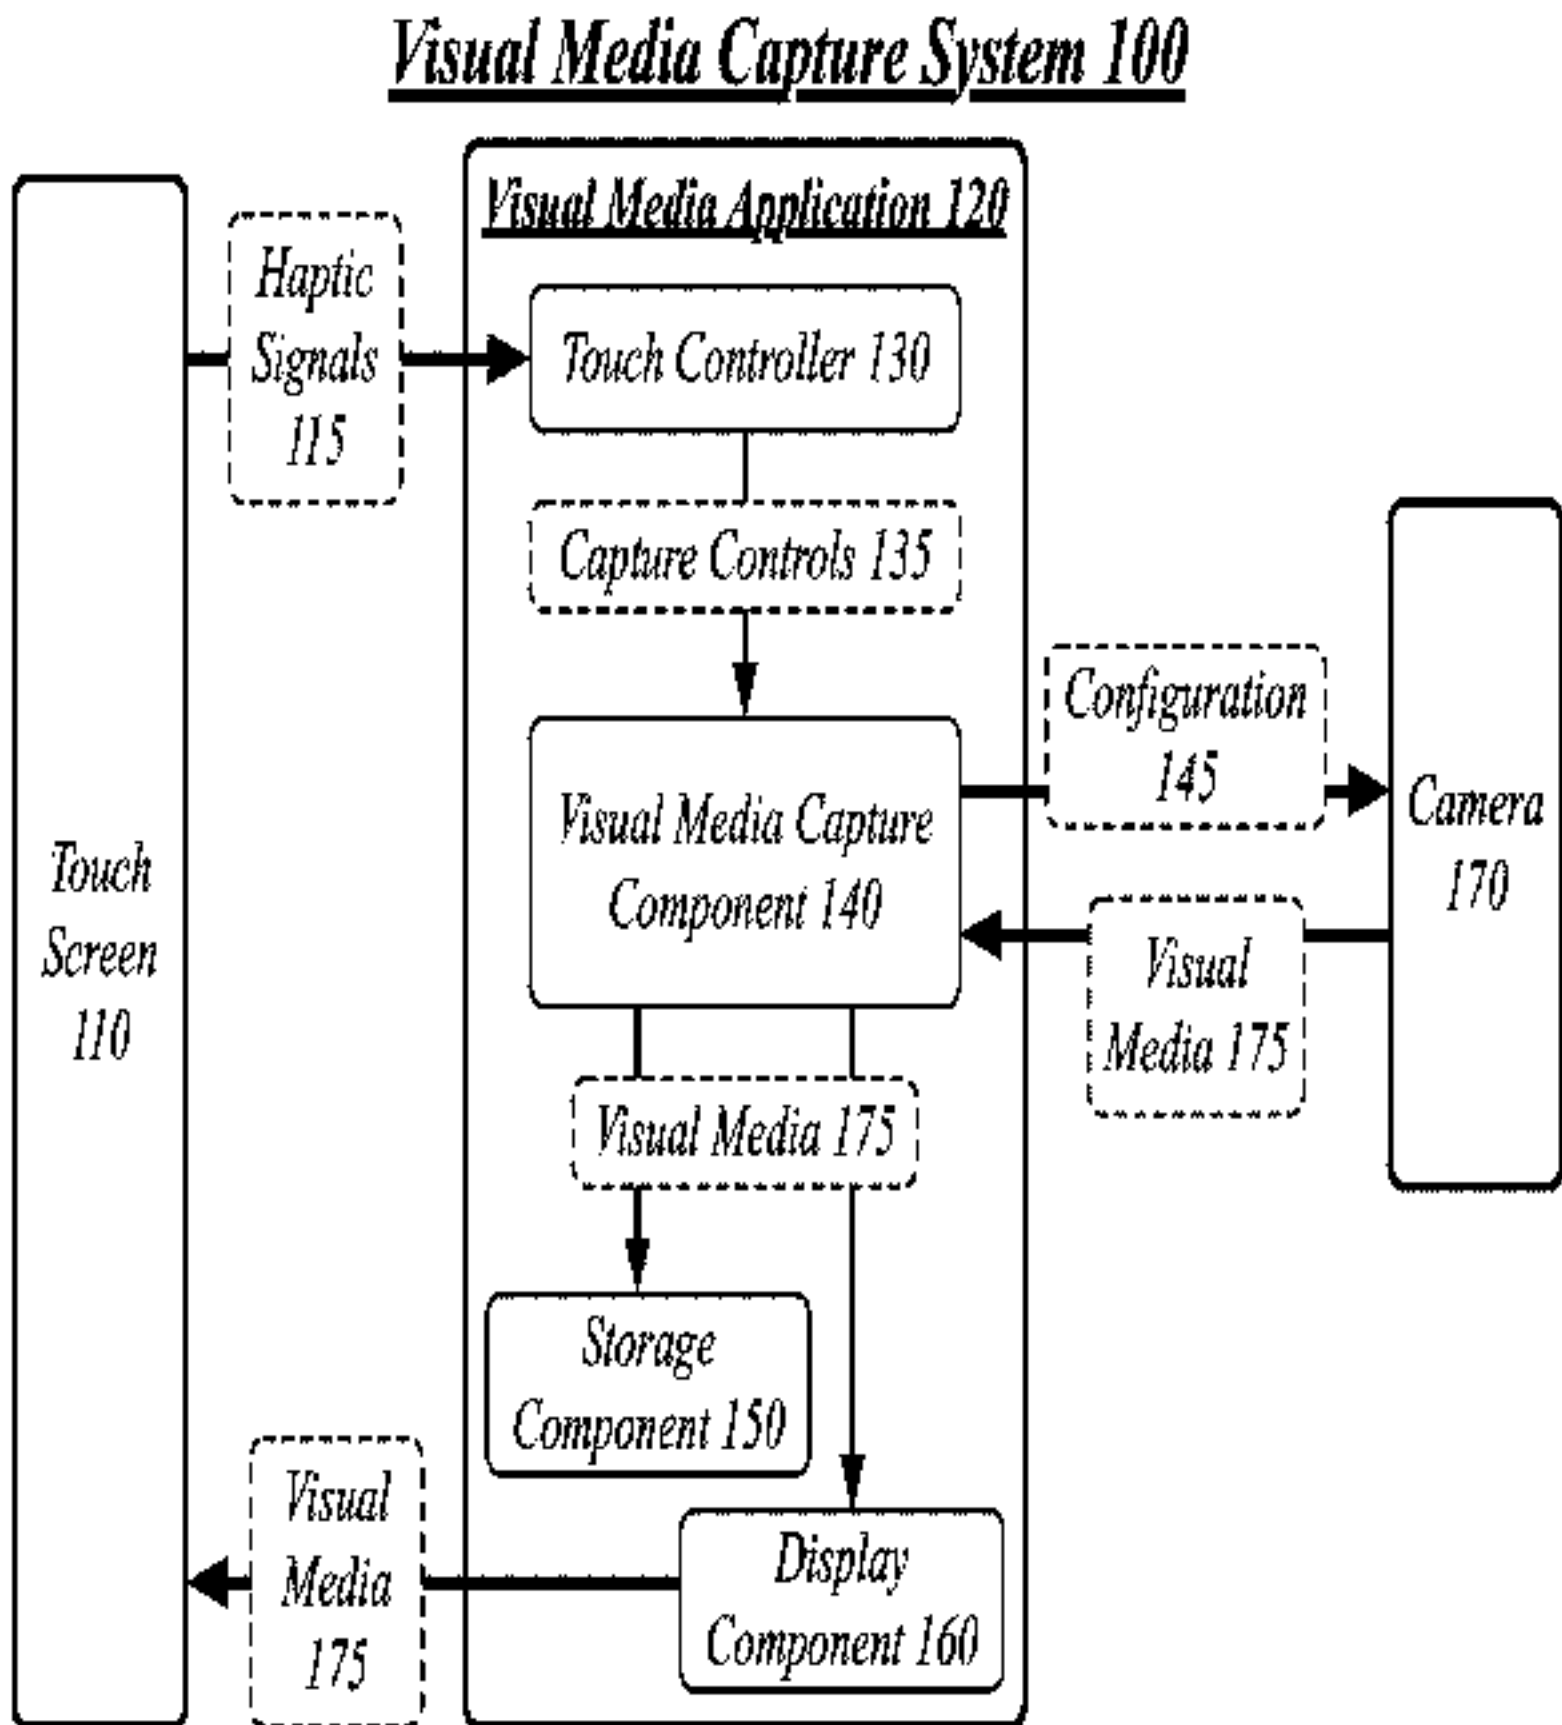 Visual Media Capture System 100
Visual Media Application 120
Haptic
Signals
115
Touch Controller 130
Capture Controls 135
Configuration
145
Visual Media Capture
Component 140
Camera
170
Touch
Screen
110
Visual
Media 175
Visual Media 175
Storage
Component 150
Visual
Media
175
Display
Component 160